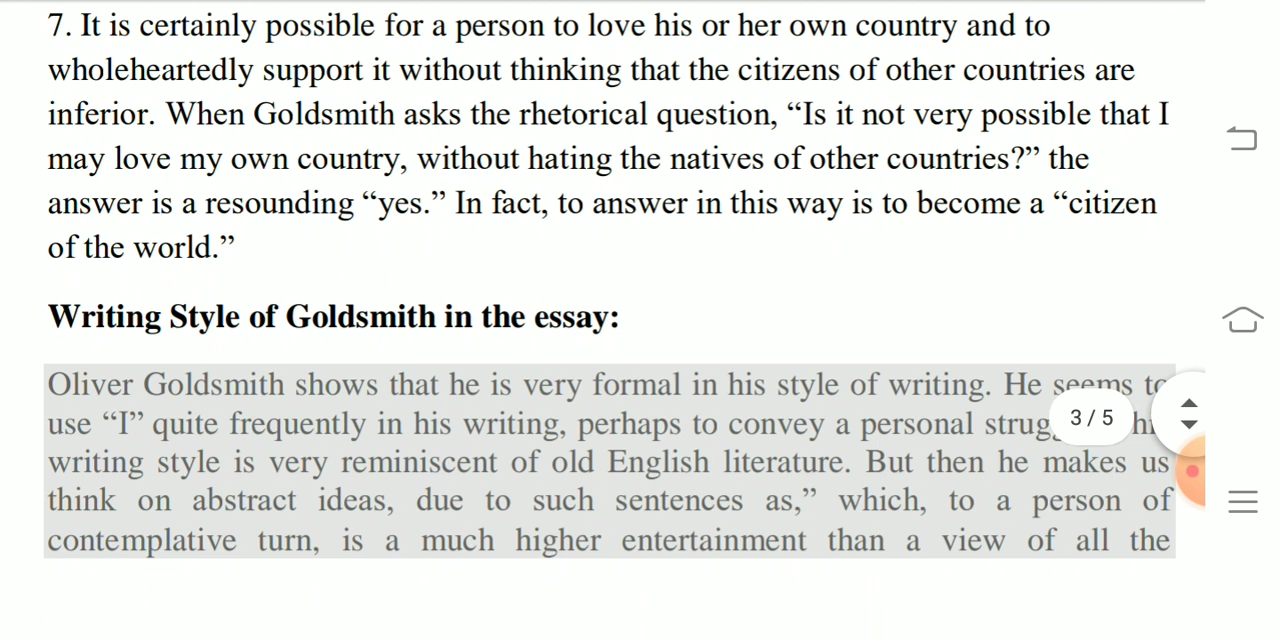 7. It is certainly possible for a person to love his or her own country and to
wholeheartedly support it without thinking that the citizens of other countries are
inferior. When Goldsmith asks the rhetorical question, “Is it not very possible that I
may love my own country, without hating the natives of other countries?” the
answer is a resounding “yes.” In fact, to answer in this way is to become a “citizen
of the world.”
Writing Style of Goldsmith in the essay:
Oliver Goldsmith shows that he is very formal in his style of writing. He seems to
use “I” quite frequently in his writing, perhaps to convey a personal
3 / 5
writing style is very reminiscent of old English literature. But then he makes us
think on abstract ideas, due to such sentences as,” which, to a person of
contemplative turn, is a much higher entertainment than a view of all the